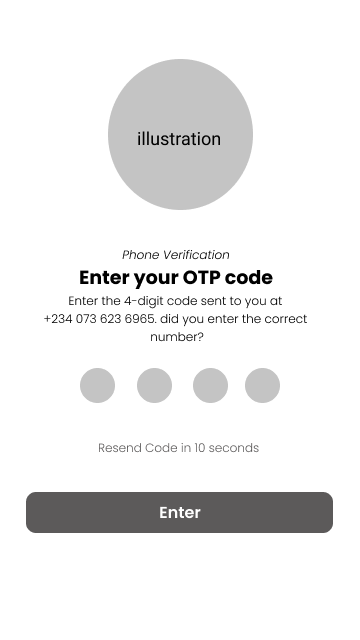 illustration
Phone Verification
Enter your OTP code
Enter the 4-digit code sent to you at
+234 073 623 6965. did you enter the correct
number?
Resend Code in 10 seconds
Enter